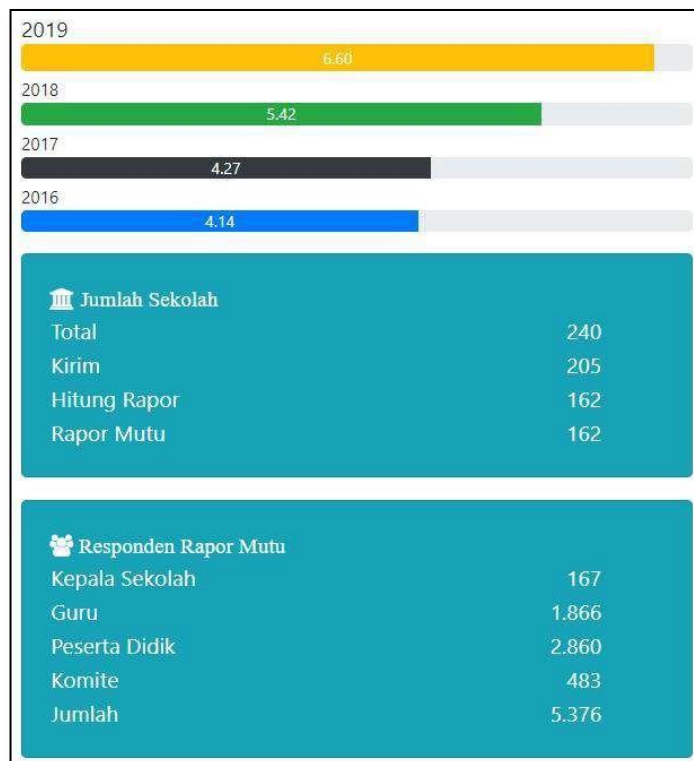 2019
6.60
2018
5.42
2017
4.27
2016
4.14
Jumlah Sekolah
Total 240
Kirim 205
Hitung Rapor 162
Rapor Mutu 162
Responden Rapor Mutu
Kepala Sekolah 167
Guru 1.866
Peserta Didik 2.860
Komite 483
Jumlah 5.376